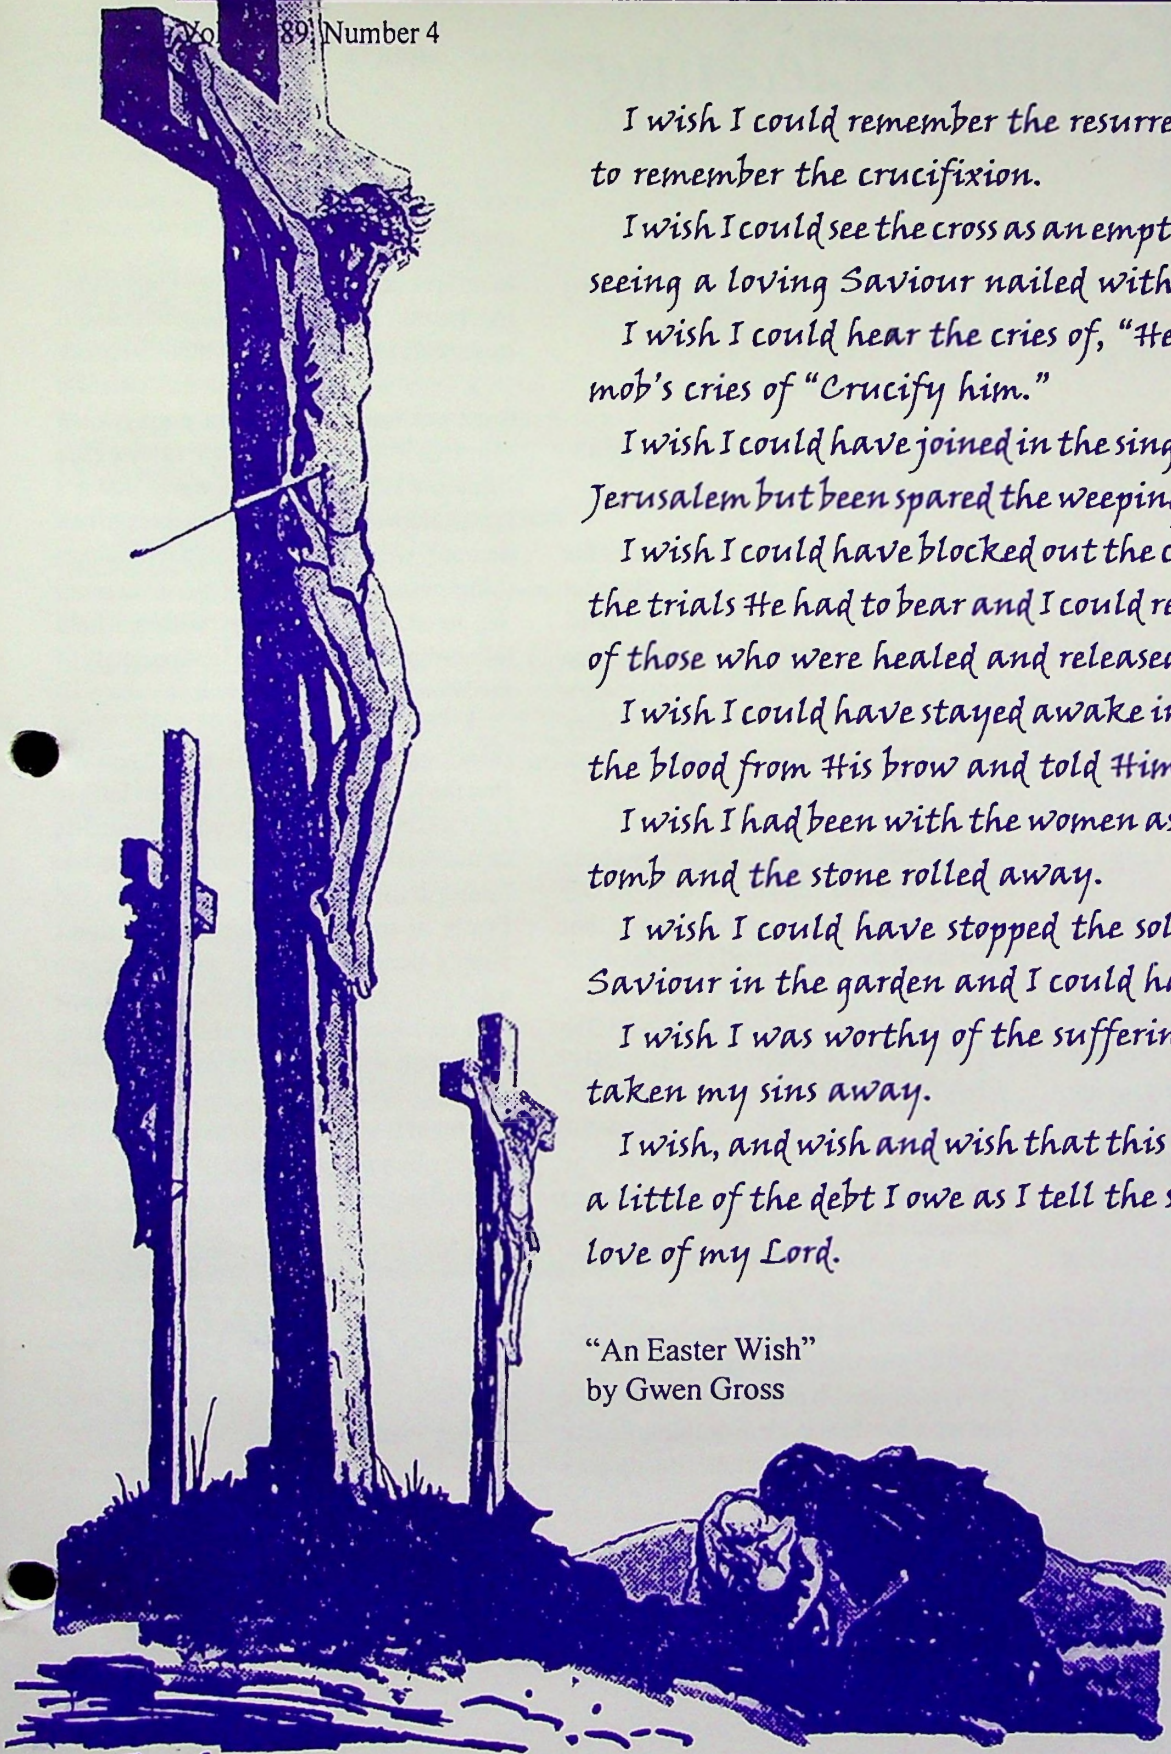 89, Number 4
I wish I could remember the resurre
to remember the crucifixion.
I wish I could see the cross as an empt
seeing a loving Saviour nailed with
I wish I could hear the cries of, “He
mob’s cries of “Crucify him.”
I wish I could have joined in the sing
Jerusalem but been spared the weeping
I wish I could have blocked out the c
the trials He had to bear and I could re
of those who were healed and released
I wish I could have stayed awake in
the blood from His brow and told Him
I wish I had been with the women as
tomb and the stone rolled away.
I wish I could have stopped the sol
Saviour in the garden and I could ha
I wish I was worthy of the sufferin
taken my sins away.
I wish, and wish and wish that this
a little of the debt I owe as I tell the s
love of my Lord.
“An Easter Wish”
by Gwen Gross